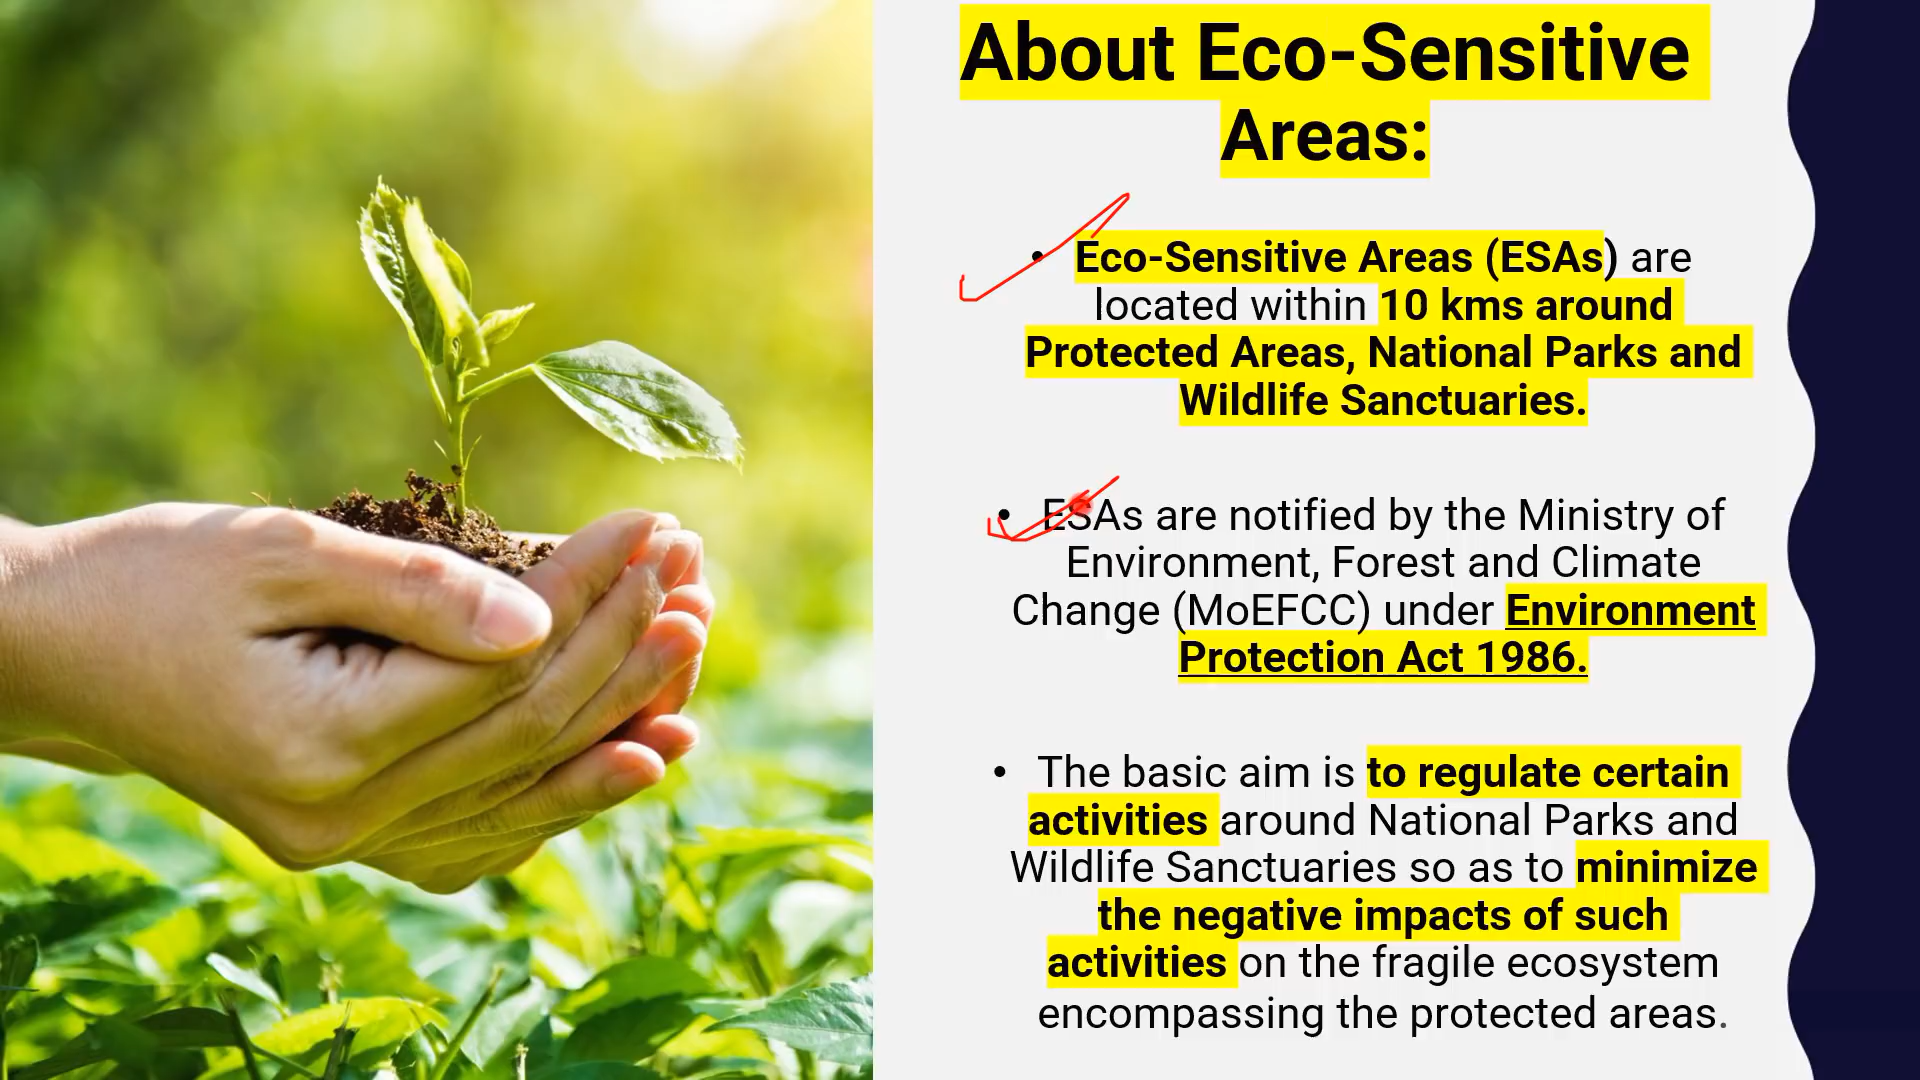 About Eco-Sensitive
Areas:
• Eco-Sensitive Areas (ESAs) are
located within 10 kms around
Protected Areas, National Parks and
Wildlife Sanctuaries.
• ESAs are notified by the Ministry of
Environment, Forest and Climate
Change (MoEFCC) under Environment
Protection Act 1986.
• The basic aim is to regulate certain
activities around National Parks and
Wildlife Sanctuaries so as to minimize
the negative impacts of such
activities on the fragile ecosystem
encompassing the protected areas.